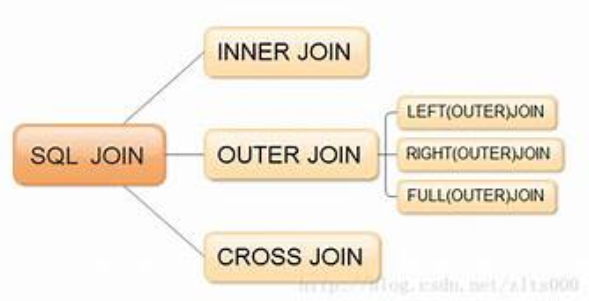 INNER JOIN
SQL JOIN
OUTER JOIN
LEFT(OUTER)JOIN
RIGHT(OUTER)JOIN
FULL(OUTER)JOIN
CROSS JOIN